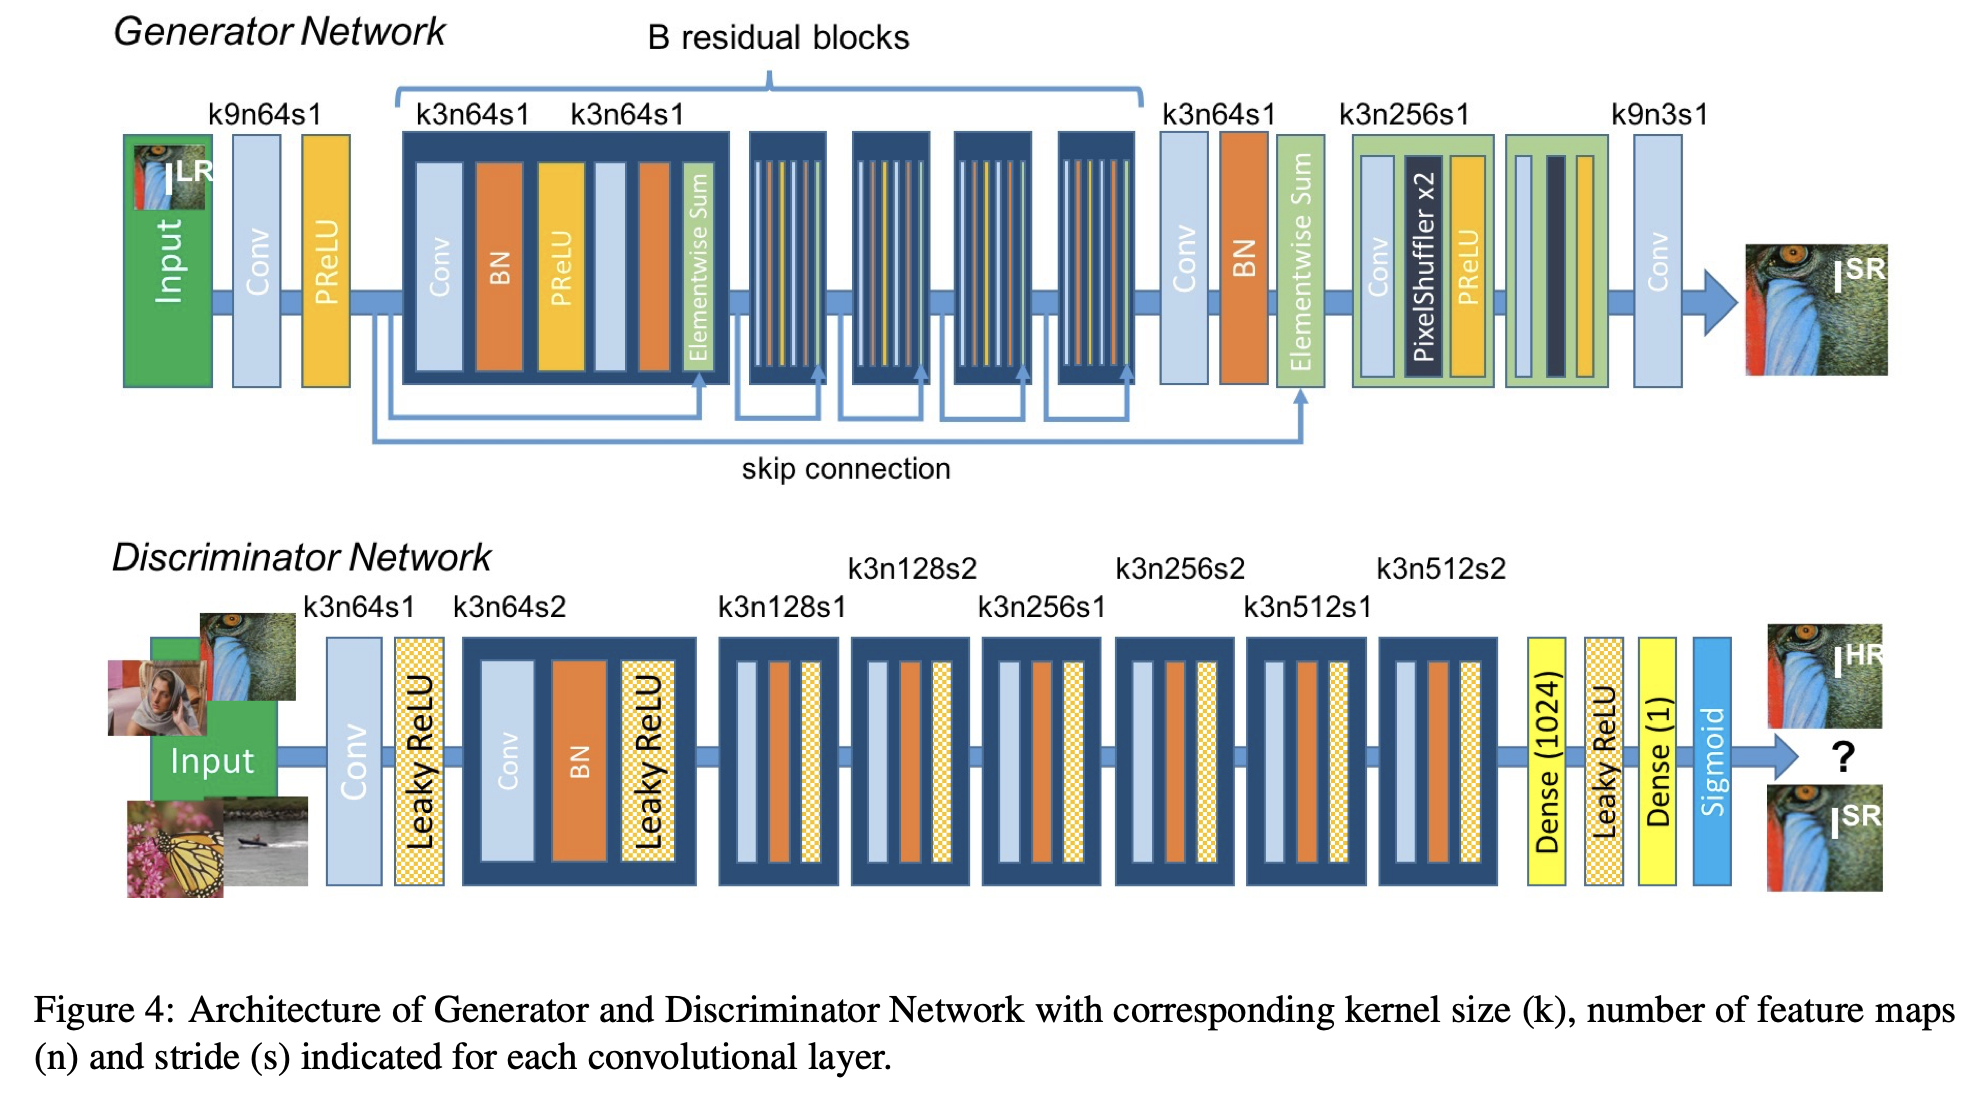 Generator Network
B residual blocks
k9n64s1
k3n64s1
k3n64s1
k3n64s1
k3n256s1
k9n3s1
I^LR
Input
Conv
PReLU
Conv
BN
PReLU
Elementwise Sum
Conv
BN
Elementwise Sum
Conv
PixelShuffler x2
PReLU
Conv
I^SR
skip connection
Discriminator Network
k3n64s1
k3n64s2
k3n128s1
k3n128s2
k3n256s1
k3n256s2
k3n512s1
k3n512s2
Input
Conv
Leaky ReLU
Conv
BN
Leaky ReLU
Dense (1024)
Leaky ReLU
Dense (1)
Sigmoid
I^HR
?
I^SR
Figure 4: Architecture of Generator and Discriminator Network with corresponding kernel size (k), number of feature maps
(n) and stride (s) indicated for each convolutional layer.